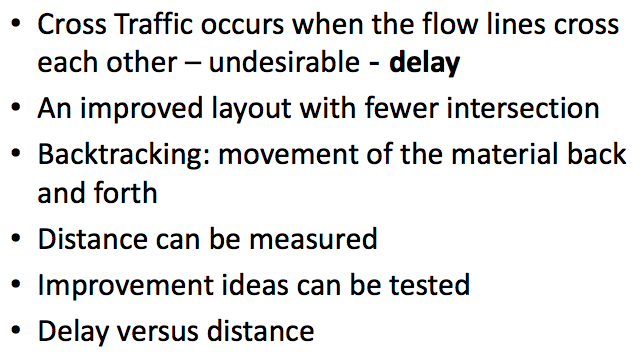 • Cross Traffic occurs when the flow lines cross
each other – undesirable - delay
• An improved layout with fewer intersection
• Backtracking: movement of the material back
and forth
• Distance can be measured
• Improvement ideas can be tested
• Delay versus distance